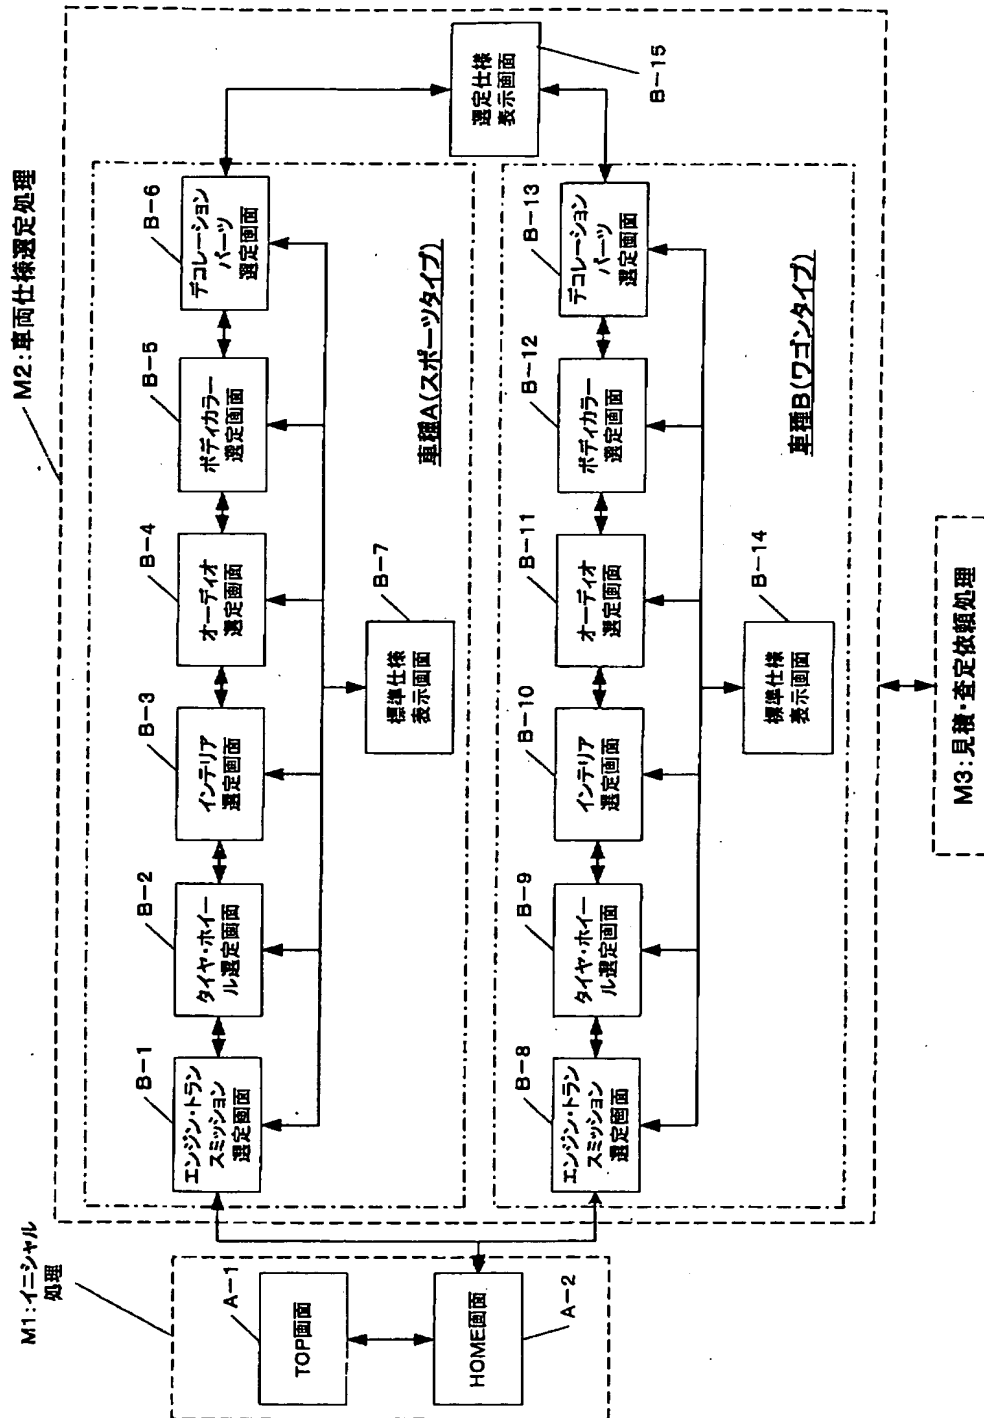 M1:イニシャル
処理
A-1
TOP画面
HOME画面
A-2
M2:車両仕様選定処理
B-1
エンジン・トラン
スミッション
選定画面
B-2
タイヤ・ホイー
ル選定画面
B-3
インテリア
選定画面
B-4
オーディオ
選定画面
B-5
ボディカラー
選定画面
B-6
デコレーション
パーツ
選定画面
B-7
標準仕様
表示画面
車種A(スポーツタイプ)
B-8
エンジン・トラン
スミッション
選定画面
B-9
タイヤ・ホイー
ル選定画面
B-10
インテリア
選定画面
B-11
オーディオ
選定画面
B-12
ボディカラー
選定画面
B-13
デコレーション
パーツ
選定画面
B-14
標準仕様
表示画面
車種B(ワゴンタイプ)
選定仕様
表示画面
B-15
M3:見積・査定依頼処理